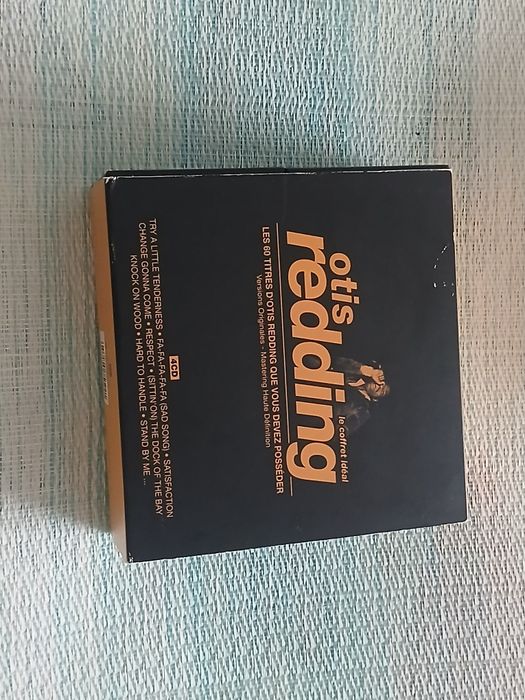 otis
redding
le coffret idéal
LES 60 TITRES D'OTIS REDDING QUE VOUS DEVEZ POSSÉDER
Versions Originales - Mastering Haute Définition
4CD
TRY A LITTLE TENDERNESS • FA-FA-FA-FA-FA (SAD SONG) • SATISFACTION
CHANGE GONNA COME • RESPECT • (SITTIN'ON) THE DOCK OF THE BAY
KNOCK ON WOOD • HARD TO HANDLE • STAND BY ME ...